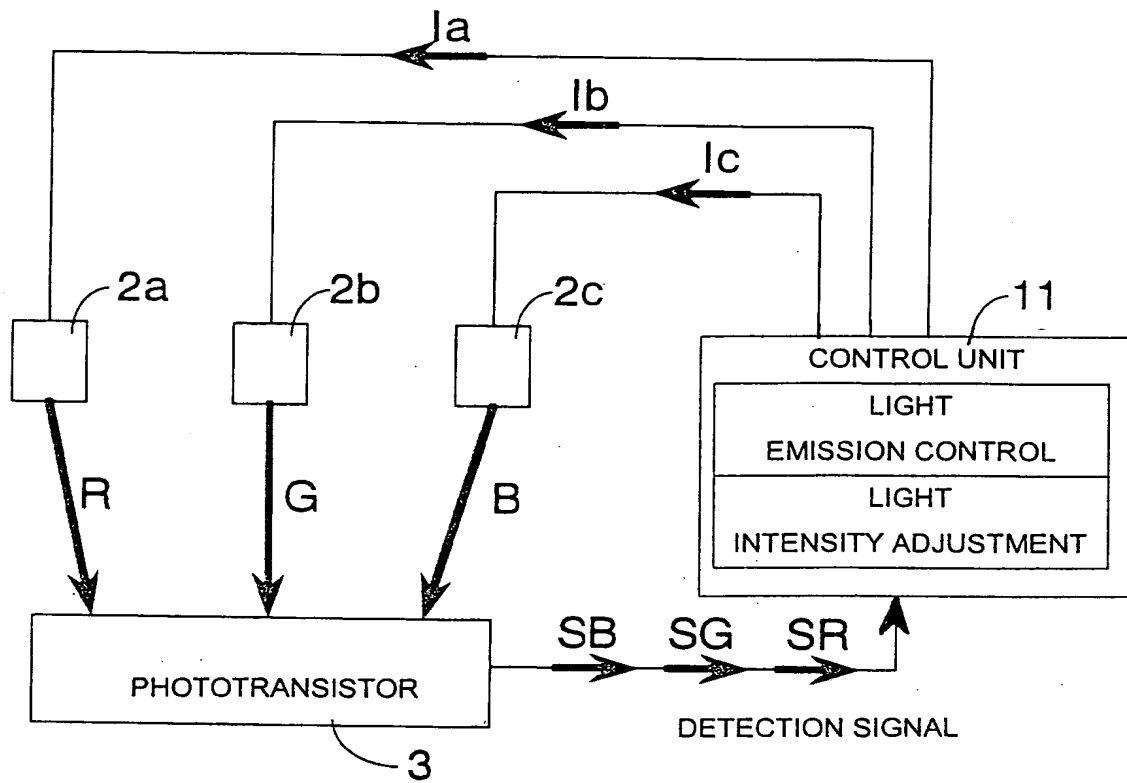 Ia
Ib
Ic
2a
2b
2c
11
CONTROL UNIT
LIGHT
EMISSION CONTROL
LIGHT
INTENSITY ADJUSTMENT
R
G
B
SB SG SR
PHOTOTRANSISTOR
DETECTION SIGNAL
3